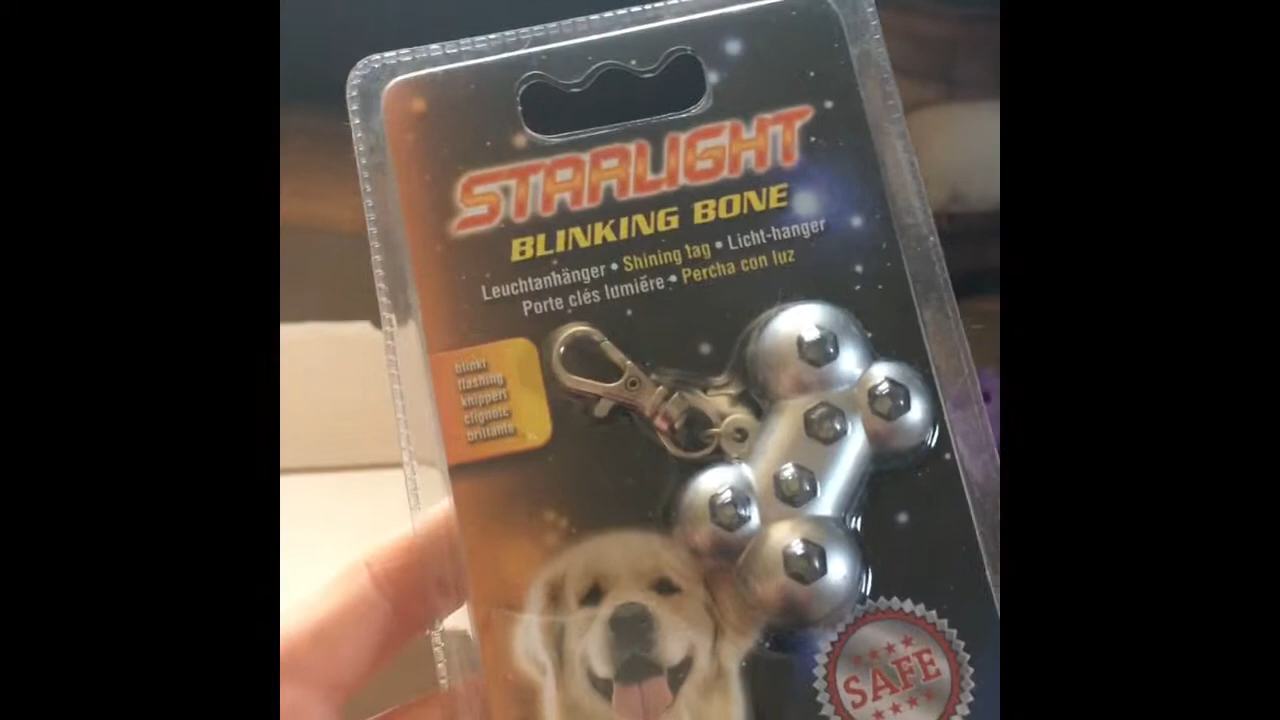 STARLIGHT
BLINKING BONE
Leuchtanhänger • Shining tag • Licht-hanger
Porte clés lumiére • Percha con luz
blinkt
flashing
knippert
clignote
brillante
SAFE